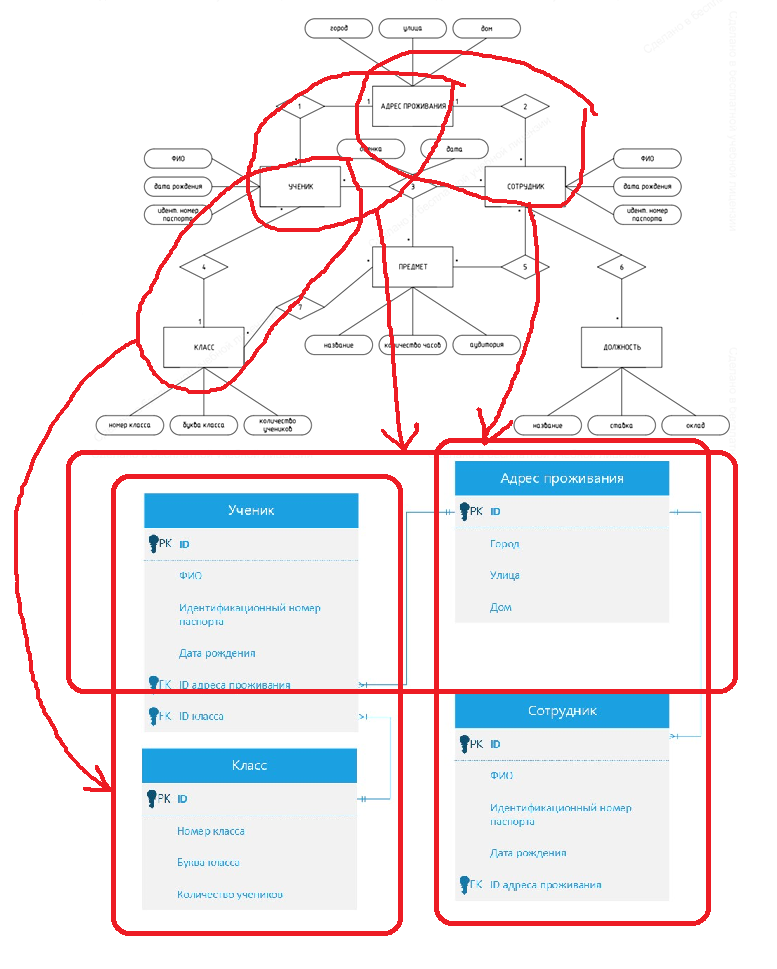 город
улица
дом
1
1
АДРЕС ПРОЖИВАНИЯ
1
2
*
*
оценка
дата
ФИО
дата рождения
идент. номер
паспорта
УЧЕНИК
*
3
*
СОТРУДНИК
ФИО
дата рождения
идент. номер
паспорта
*
*
*
*
4
*
ПРЕДМЕТ
*
5
6
1
*
7
КЛАСС
название
количество часов
аудитория
*
ДОЛЖНОСТЬ
номер класса
буква класса
количество
учеников
название
ставка
оклад
Ученик
PK ID
ФИО
Идентификационный номер
паспорта
Дата рождения
FK ID адреса проживания
FK ID класса
Класс
PK ID
Номер класса
Буква класса
Количество учеников
Адрес проживания
PK ID
Город
Улица
Дом
Сотрудник
PK ID
ФИО
Идентификационный номер
паспорта
Дата рождения
FK ID адреса проживания